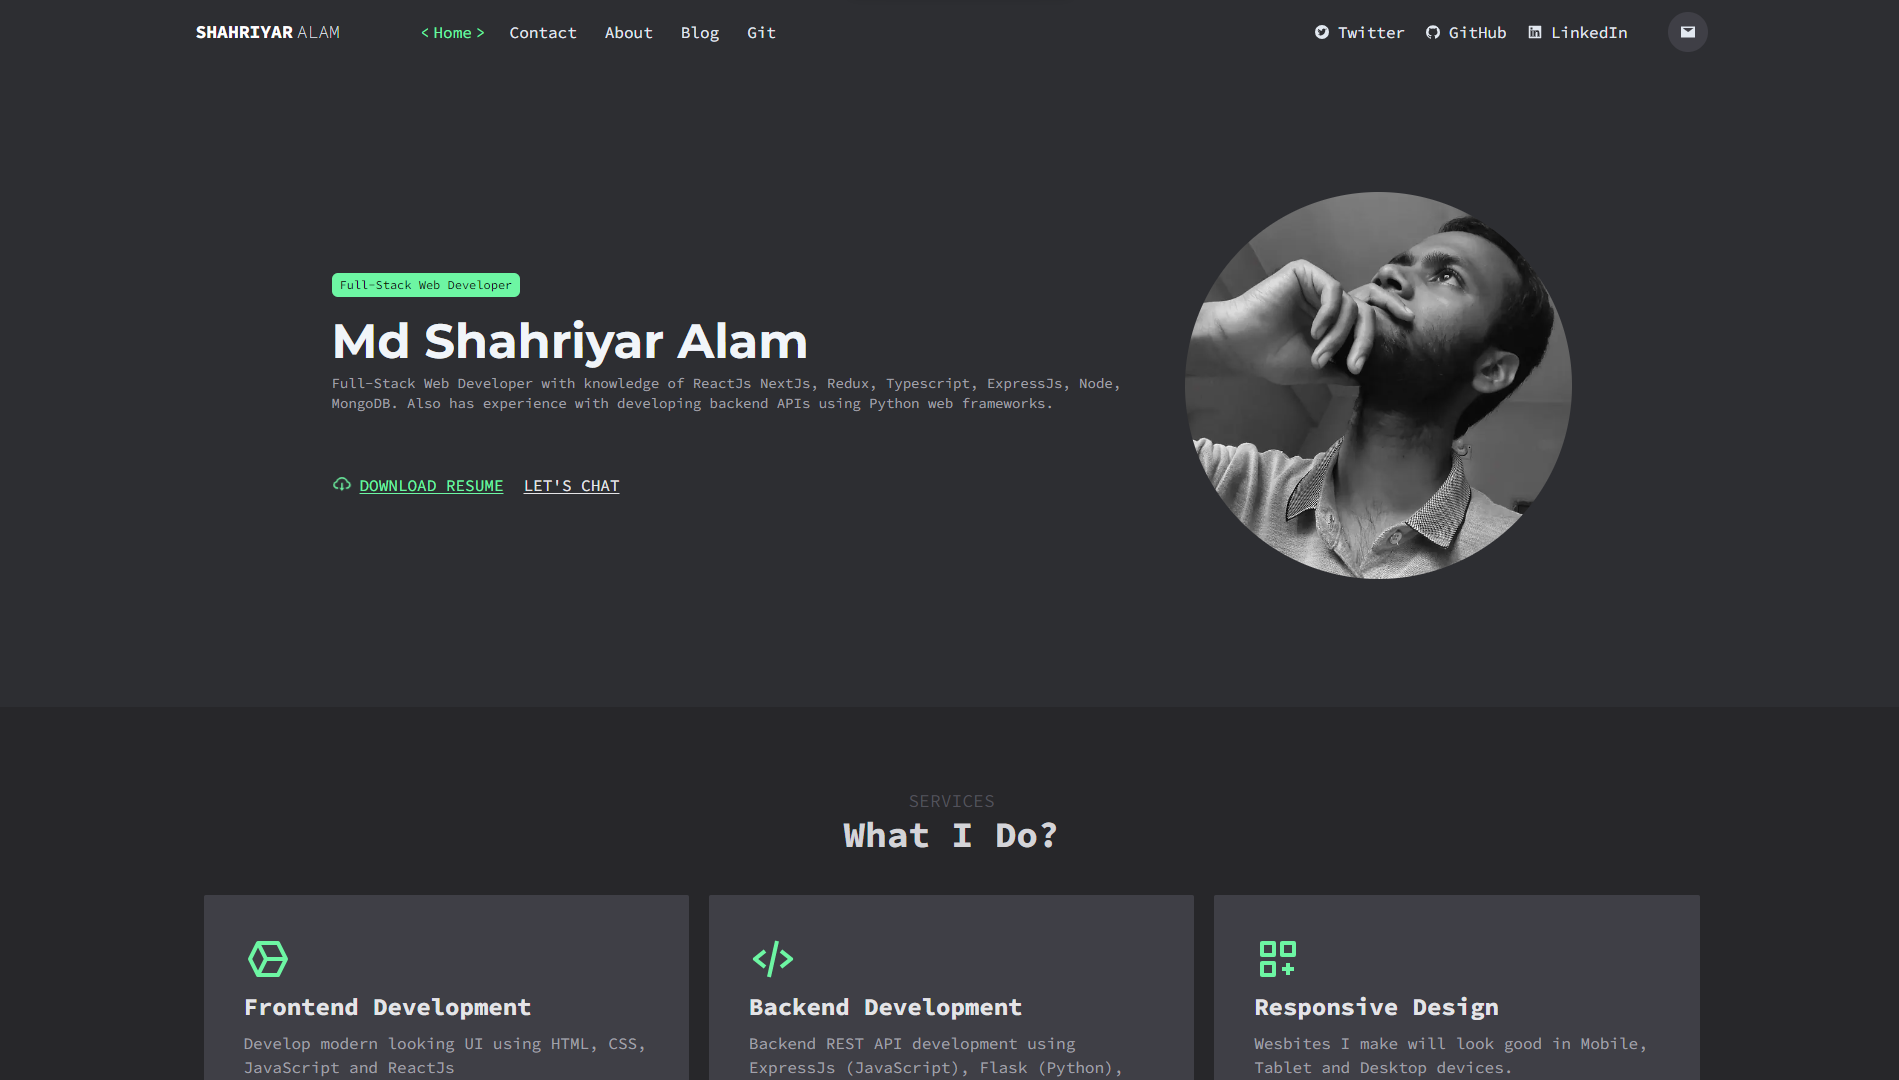 SHAHRIYAR ALAM
< Home > Contact About Blog Git
Twitter GitHub LinkedIn
Full-Stack Web Developer
Md Shahriyar Alam
Full-Stack Web Developer with knowledge of ReactJs NextJs, Redux, Typescript, ExpressJs, Node,
MongoDB. Also has experience with developing backend APIs using Python web frameworks.
DOWNLOAD RESUME LET'S CHAT
SERVICES
What I Do?
Frontend Development
Develop modern looking UI using HTML, CSS,
JavaScript and ReactJs
Backend Development
Backend REST API development using
ExpressJs (JavaScript), Flask (Python),
Responsive Design
Wesbites I make will look good in Mobile,
Tablet and Desktop devices.